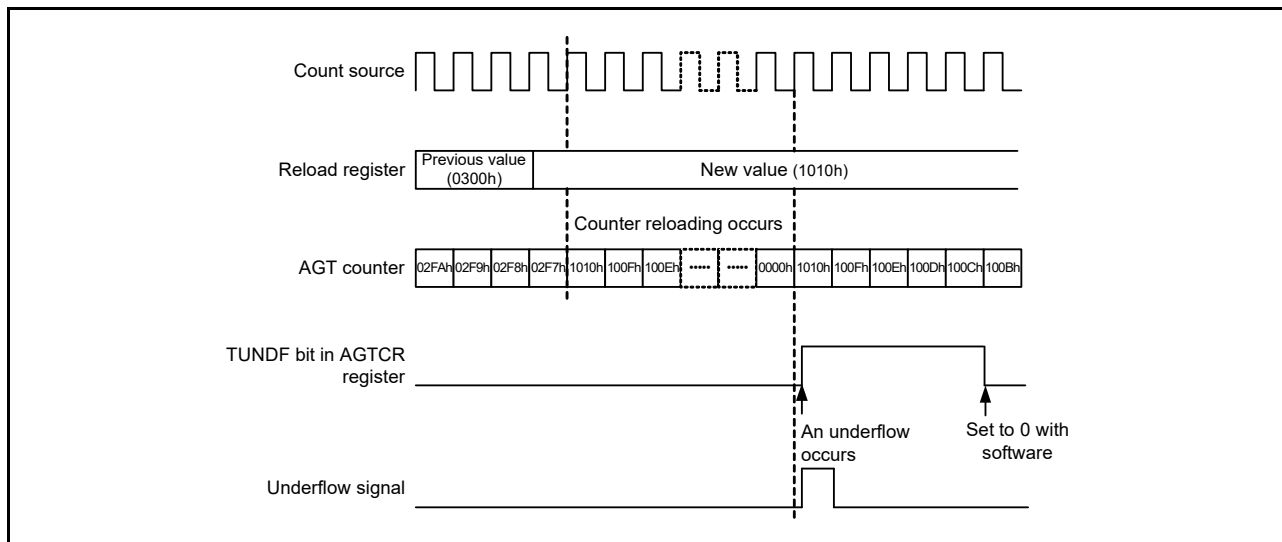 Count source
Reload register
Previous value
(0300h)
New value (1010h)
Counter reloading occurs
AGT counter
02FAh 02F9h 02F8h 02F7h 1010h 100Fh 100Eh ..... ..... 0000h 1010h 100Fh 100Eh 100Dh 100Ch 100Bh
TUNDF bit in AGTCR
register
An underflow
occurs
Set to 0 with
software
Underflow signal